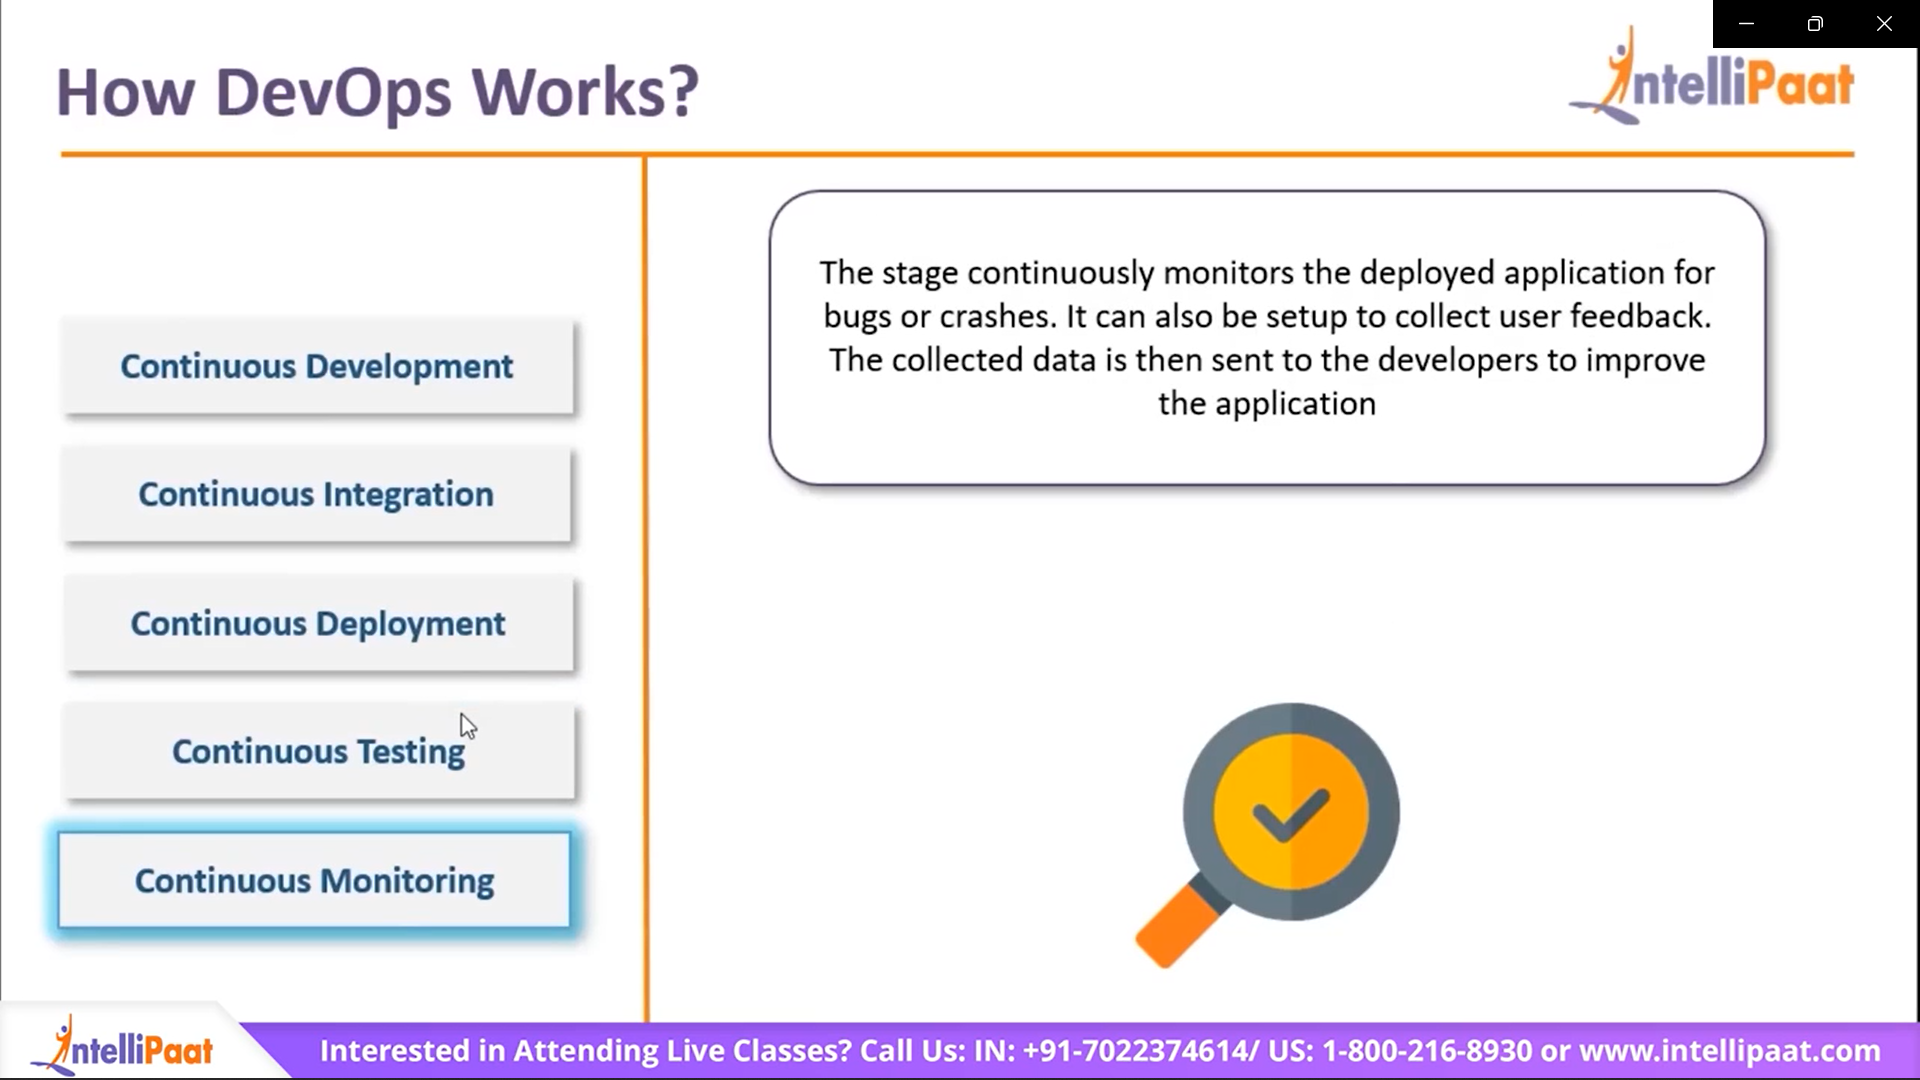 How DevOps Works?
IntelliPaat
Continuous Development
Continuous Integration
Continuous Deployment
Continuous Testing
Continuous Monitoring
The stage continuously monitors the deployed application for
bugs or crashes. It can also be setup to collect user feedback.
The collected data is then sent to the developers to improve
the application
IntelliPaat
Interested in Attending Live Classes? Call Us: IN: +91-7022374614/ US: 1-800-216-8930 or www.intellipaat.com